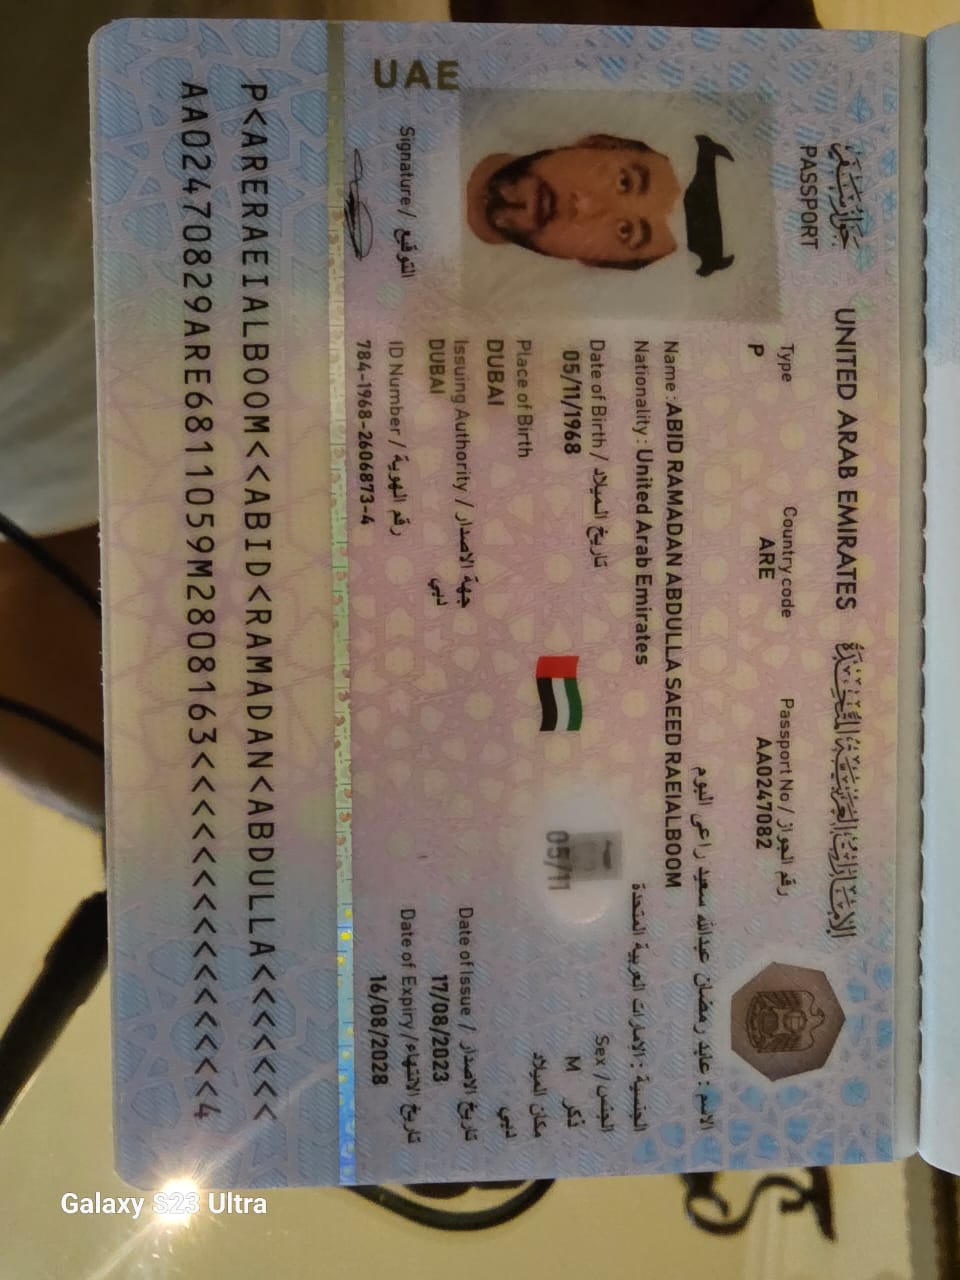 UNITED ARAB EMIRATES الإمارات العربية المتحدة
جواز سفر
PASSPORT
Type
P
Country code
ARE
Passport No / رقم الجواز
AA0247082
الاسم : عابد رمضان عبدالله سعيد راعى البوم
Name : ABID RAMADAN ABDULLA SAEED RAEIALBOOM
Nationality : United Arab Emirates
الجنسية : الامارات العربية المتحدة
Date of Birth / تاريخ الميلاد
05/11/1968
Sex / الجنس
M ذكر
05/11
Place of Birth مكان الميلاد
DUBAI دبي
Issuing Authority / جهة الاصدار
DUBAI دبي
Date of Issue / تاريخ الاصدار
17/08/2023
ID Number / رقم الهوية
784-1968-2606873-4
Date of Expiry / تاريخ الانتهاء
16/08/2028
Signature / التوقيع
UAE
P<ARERAEIALBOOM<<ABID<RAMADAN<ABDULLA<<<<<<<
AA02470829ARE6811059M2808163<<<<<<<<<<<<<<<4
Galaxy S23 Ultra